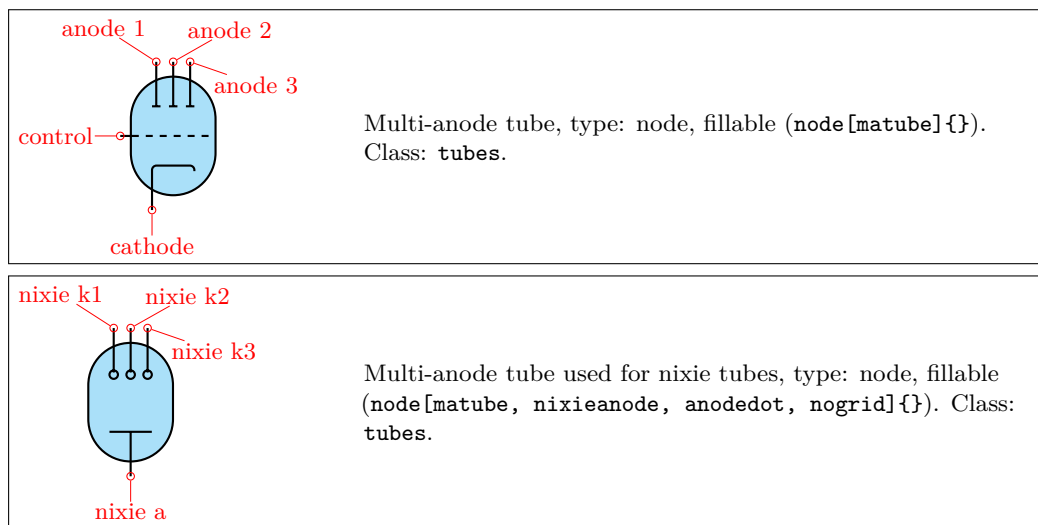 anode 1
anode 2
anode 3
control
cathode
Multi-anode tube, type: node, fillable (node[matube]{}).
Class: tubes.
nixie k1
nixie k2
nixie k3
nixie a
Multi-anode tube used for nixie tubes, type: node, fillable
(node[matube, nixieanode, anodedot, nogrid]{}). Class:
tubes.